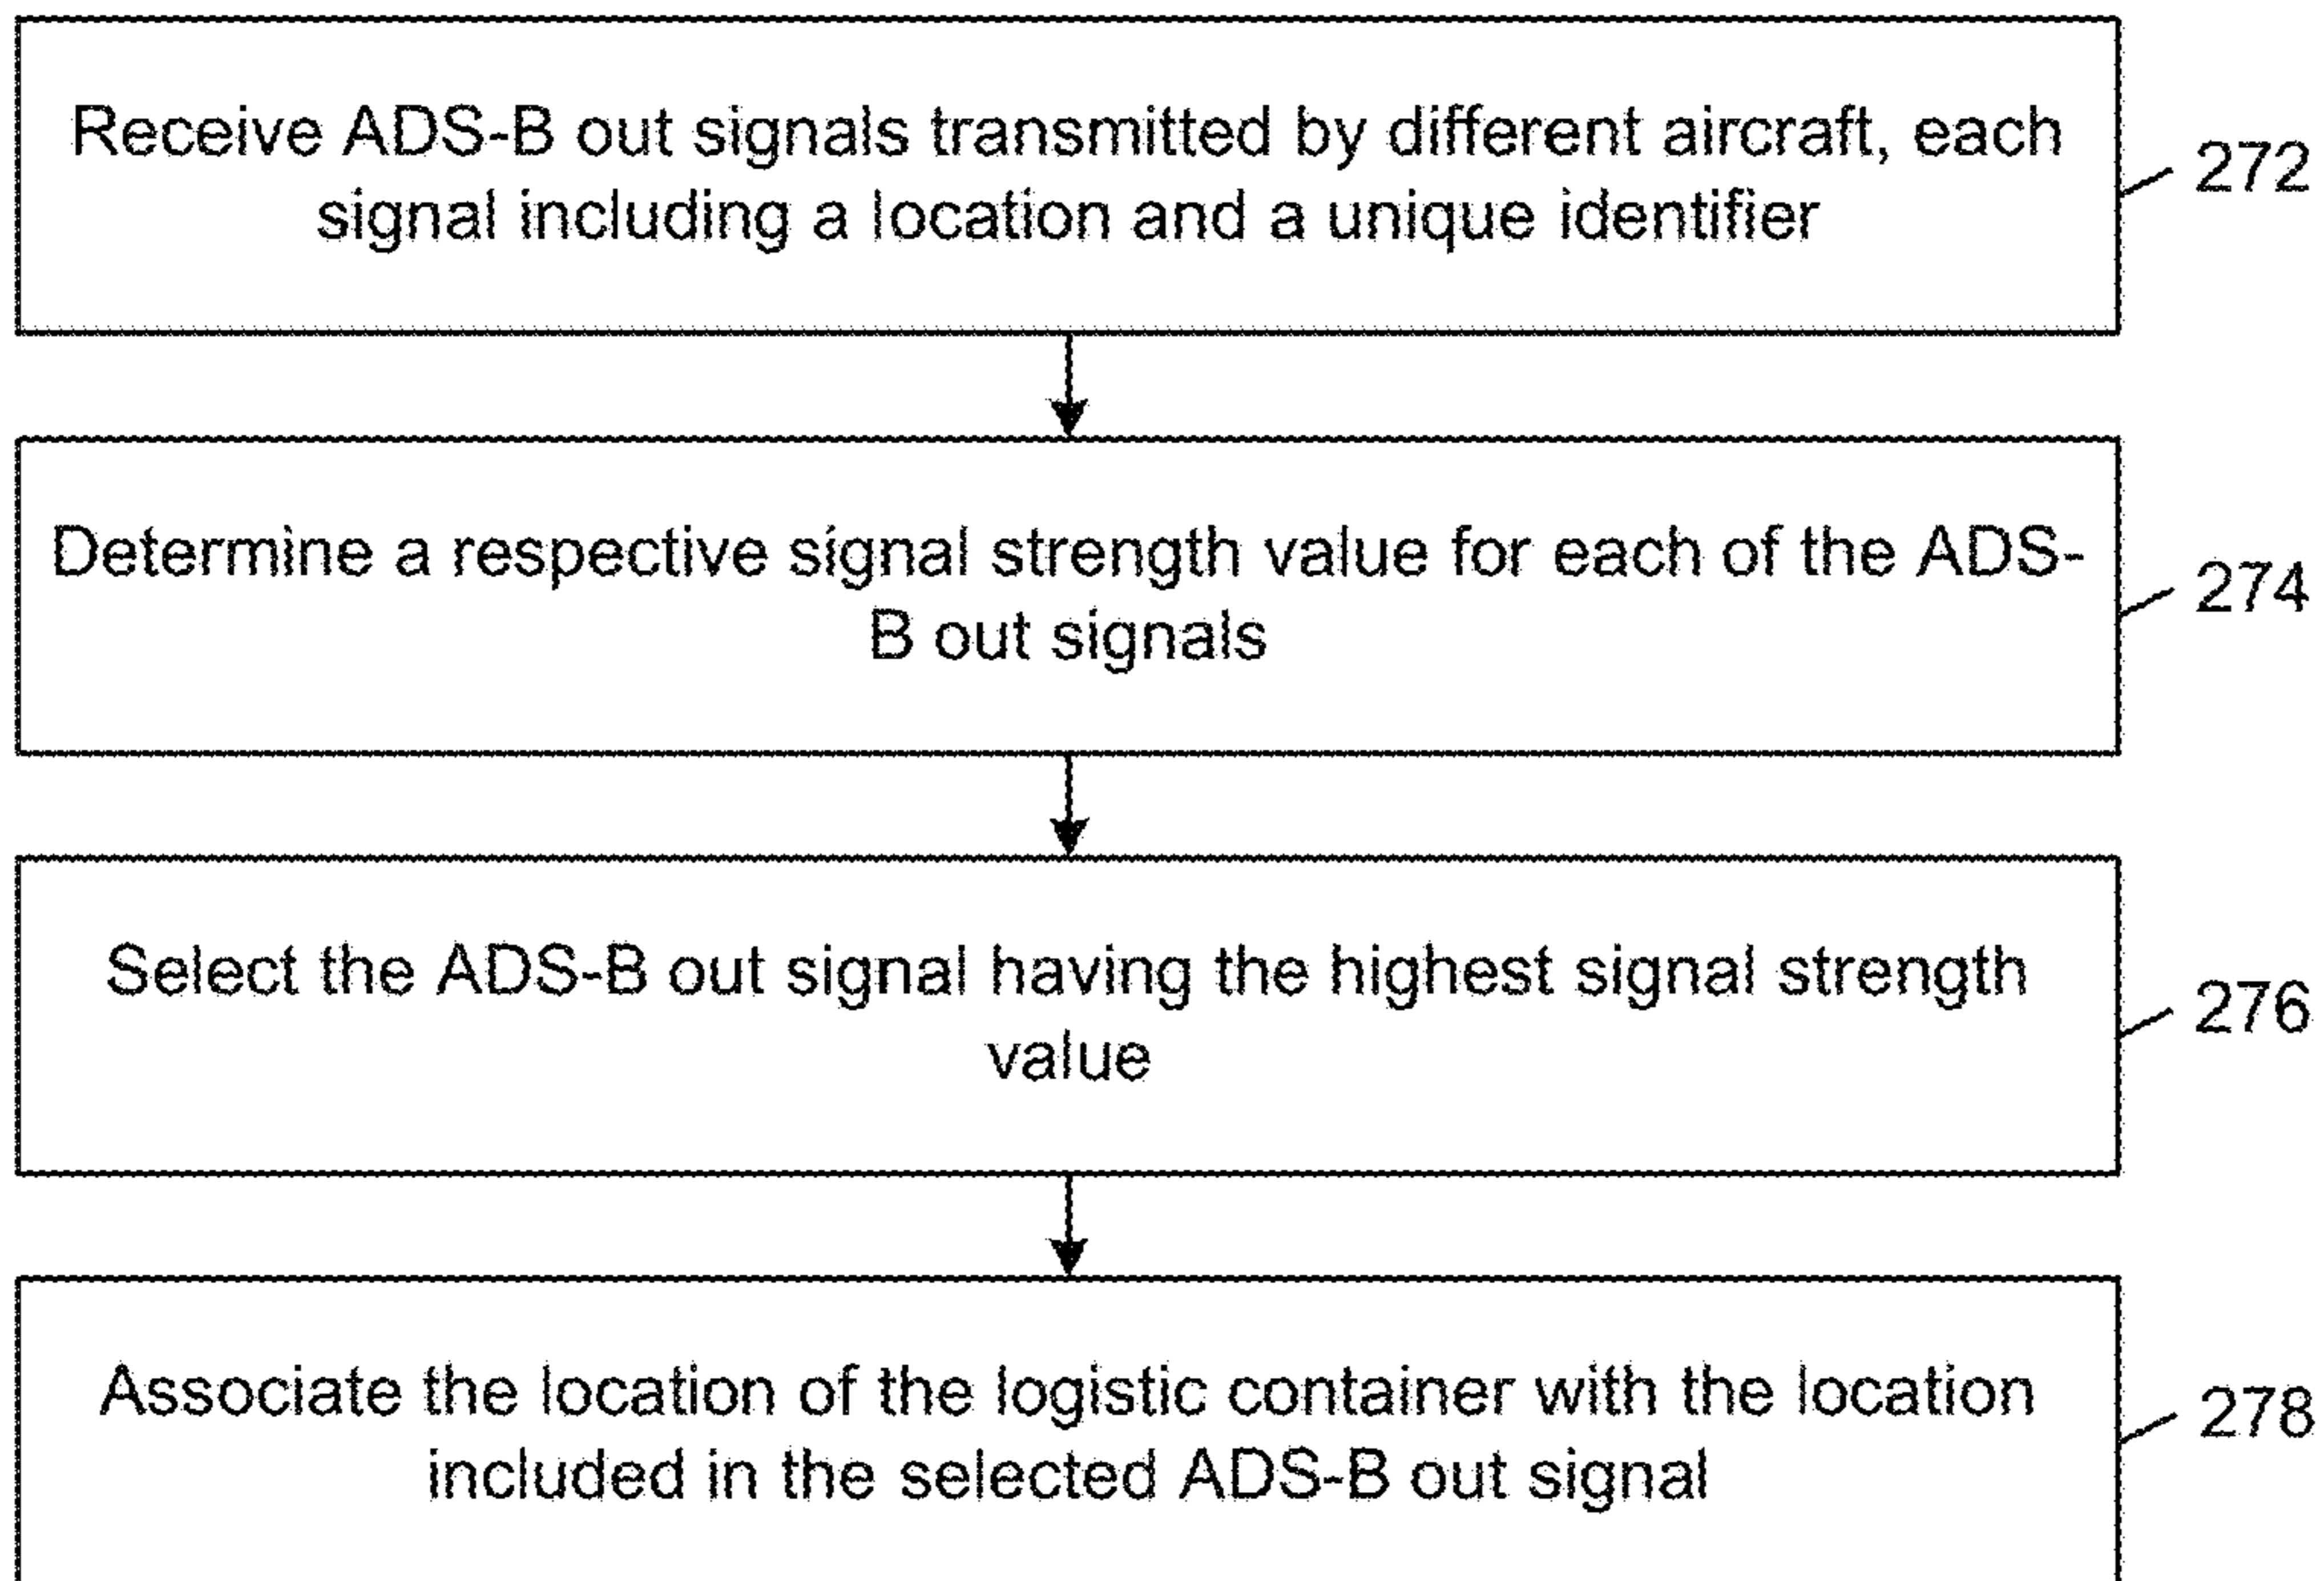 Receive ADS-B out signals transmitted by different aircraft, each
signal including a location and a unique identifier
272
Determine a respective signal strength value for each of the ADS-
B out signals
274
Select the ADS-B out signal having the highest signal strength
value
276
Associate the location of the logistic container with the location
included in the selected ADS-B out signal
278